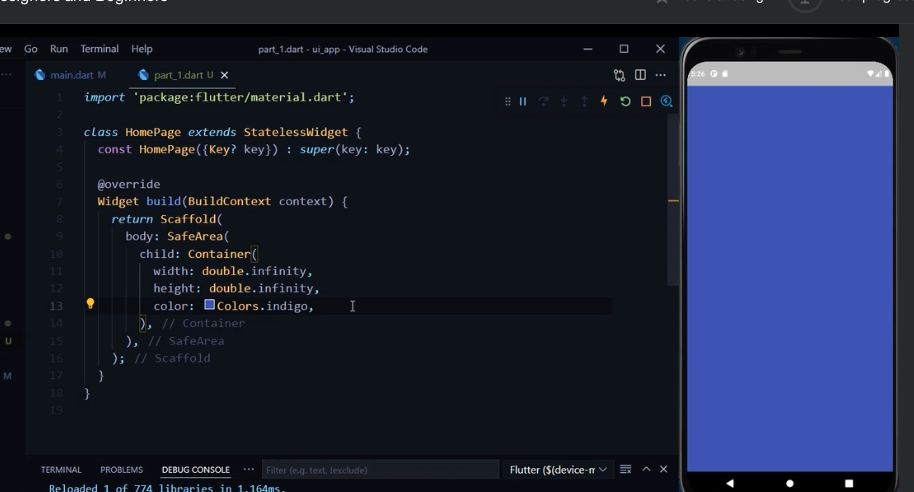 esigners and Beginners
ew Go Run Terminal Help
part_1.dart - ui_app - Visual Studio Code
main.dart M
part_1.dart U
1 import 'package:flutter/material.dart';
2
3 class HomePage extends StatelessWidget {
4 const HomePage({Key? key}) : super(key: key);
5
6 @override
7 Widget build(BuildContext context) {
8 return Scaffold(
9 body: SafeArea(
10 child: Container(
11 width: double.infinity,
12 height: double.infinity,
13 color: Colors.indigo,
14 ), // Container
15 ), // SafeArea
16 ); // Scaffold
17 }
18 }
19
U
M
TERMINAL PROBLEMS DEBUG CONSOLE
Filter (e.g. text, !exclude)
Flutter ($(device-m
Reloaded 1 of 774 libraries in 1,164ms.
5:26